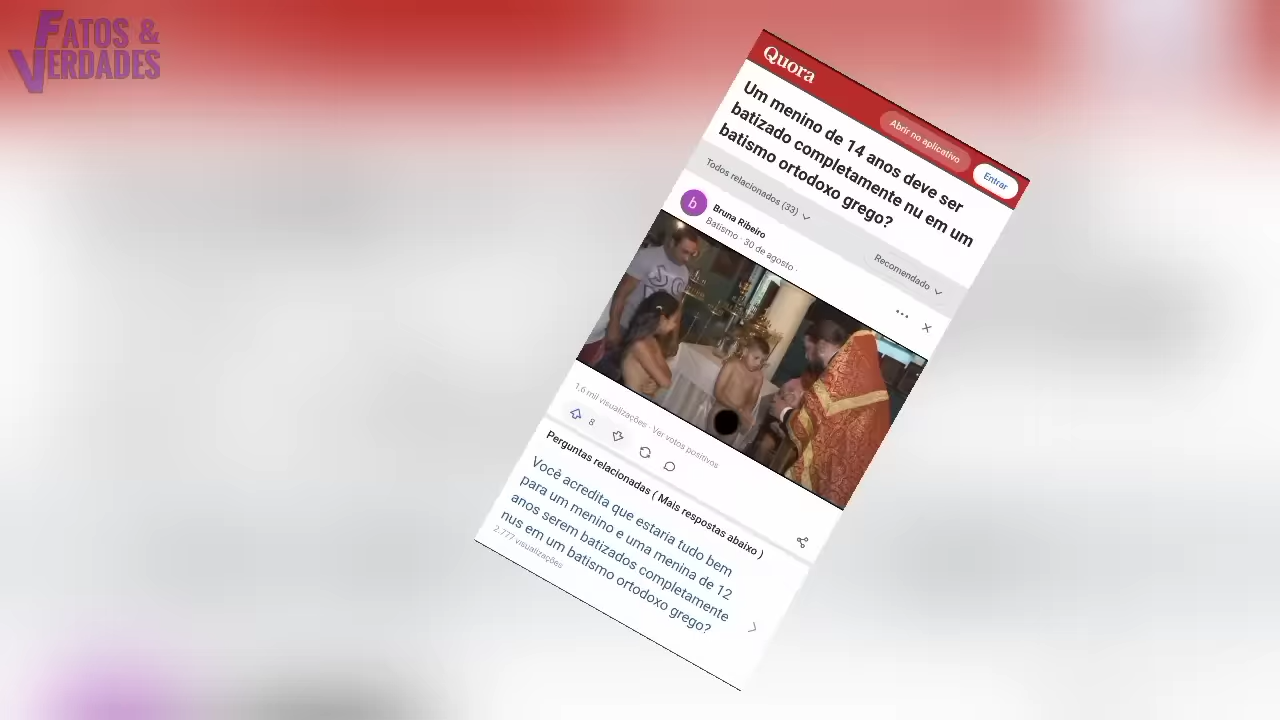 FATOS &
VERDADES
Quora
Abrir no aplicativo
Entrar
Um menino de 14 anos deve ser
batizado completamente nu em um
batismo ortodoxo grego?
Todos relacionados (33)
Recomendado
b
Bruna Ribeiro
Batismo · 30 de agosto ·
1,6 mil visualizações · Ver votos positivos
8
Perguntas relacionadas ( Mais respostas abaixo )
Você acredita que estaria tudo bem
para um menino e uma menina de 12
anos serem batizados completamente
nus em um batismo ortodoxo grego?
2.777 visualizações